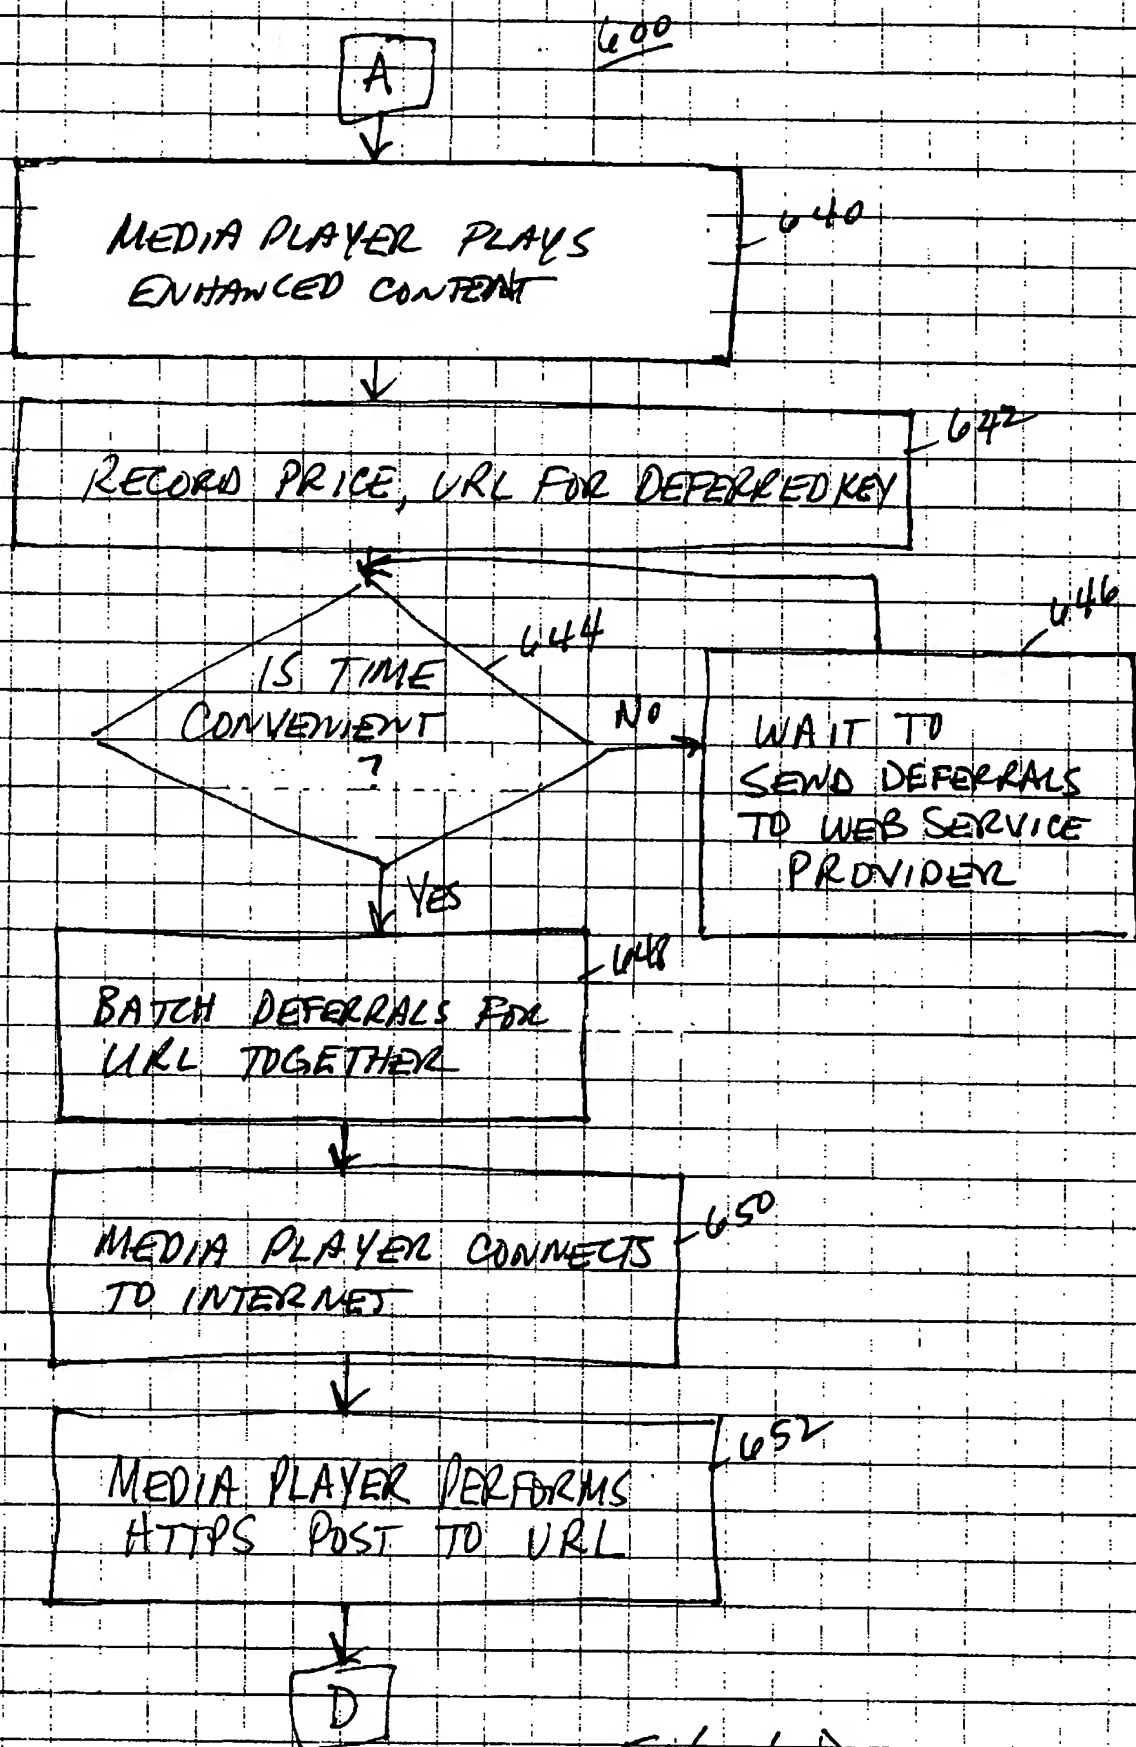 600
A
MEDIA PLAYER PLAYS
ENHANCED CONTENT
640
642
RECORD PRICE, URL FOR DEFERRED KEY
644
646
IS TIME
CONVENIENT
?
NO
WAIT TO
SEND DEFERRALS
TO WEB SERVICE
PROVIDER
YES
648
BATCH DEFERRALS FOR
URL TOGETHER
650
MEDIA PLAYER CONNECTS
TO INTERNET
652
MEDIA PLAYER PERFORMS
HTTPS POST TO URL
D